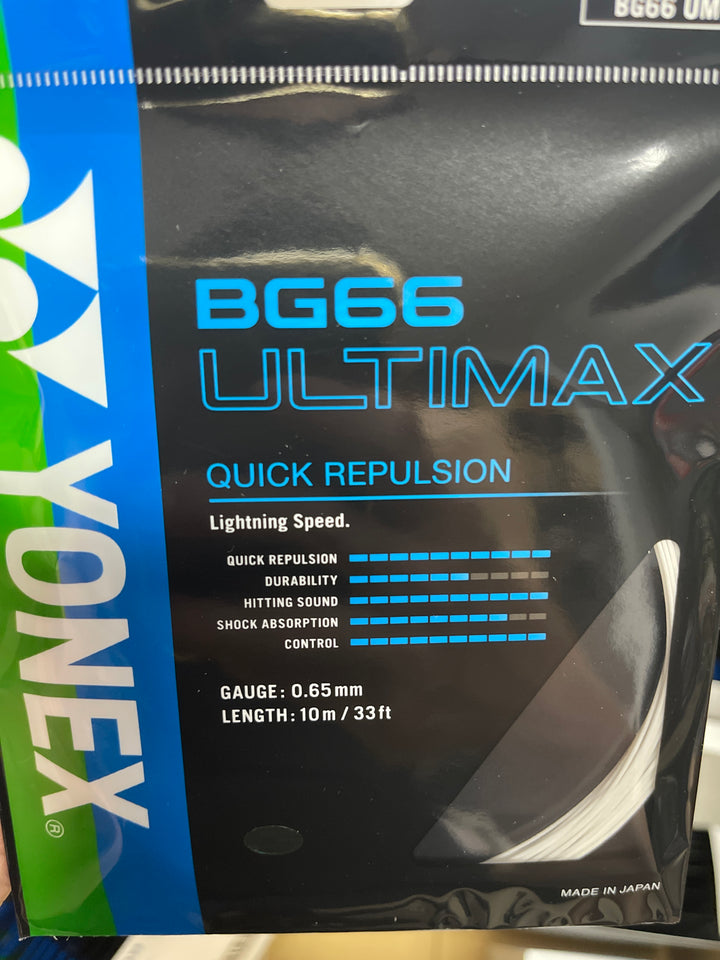 BG66 UM
YONEX®
BG66
ULTIMAX
QUICK REPULSION
Lightning Speed.
QUICK REPULSION
DURABILITY
HITTING SOUND
SHOCK ABSORPTION
CONTROL
GAUGE: 0.65mm
LENGTH: 10m / 33ft
MADE IN JAPAN